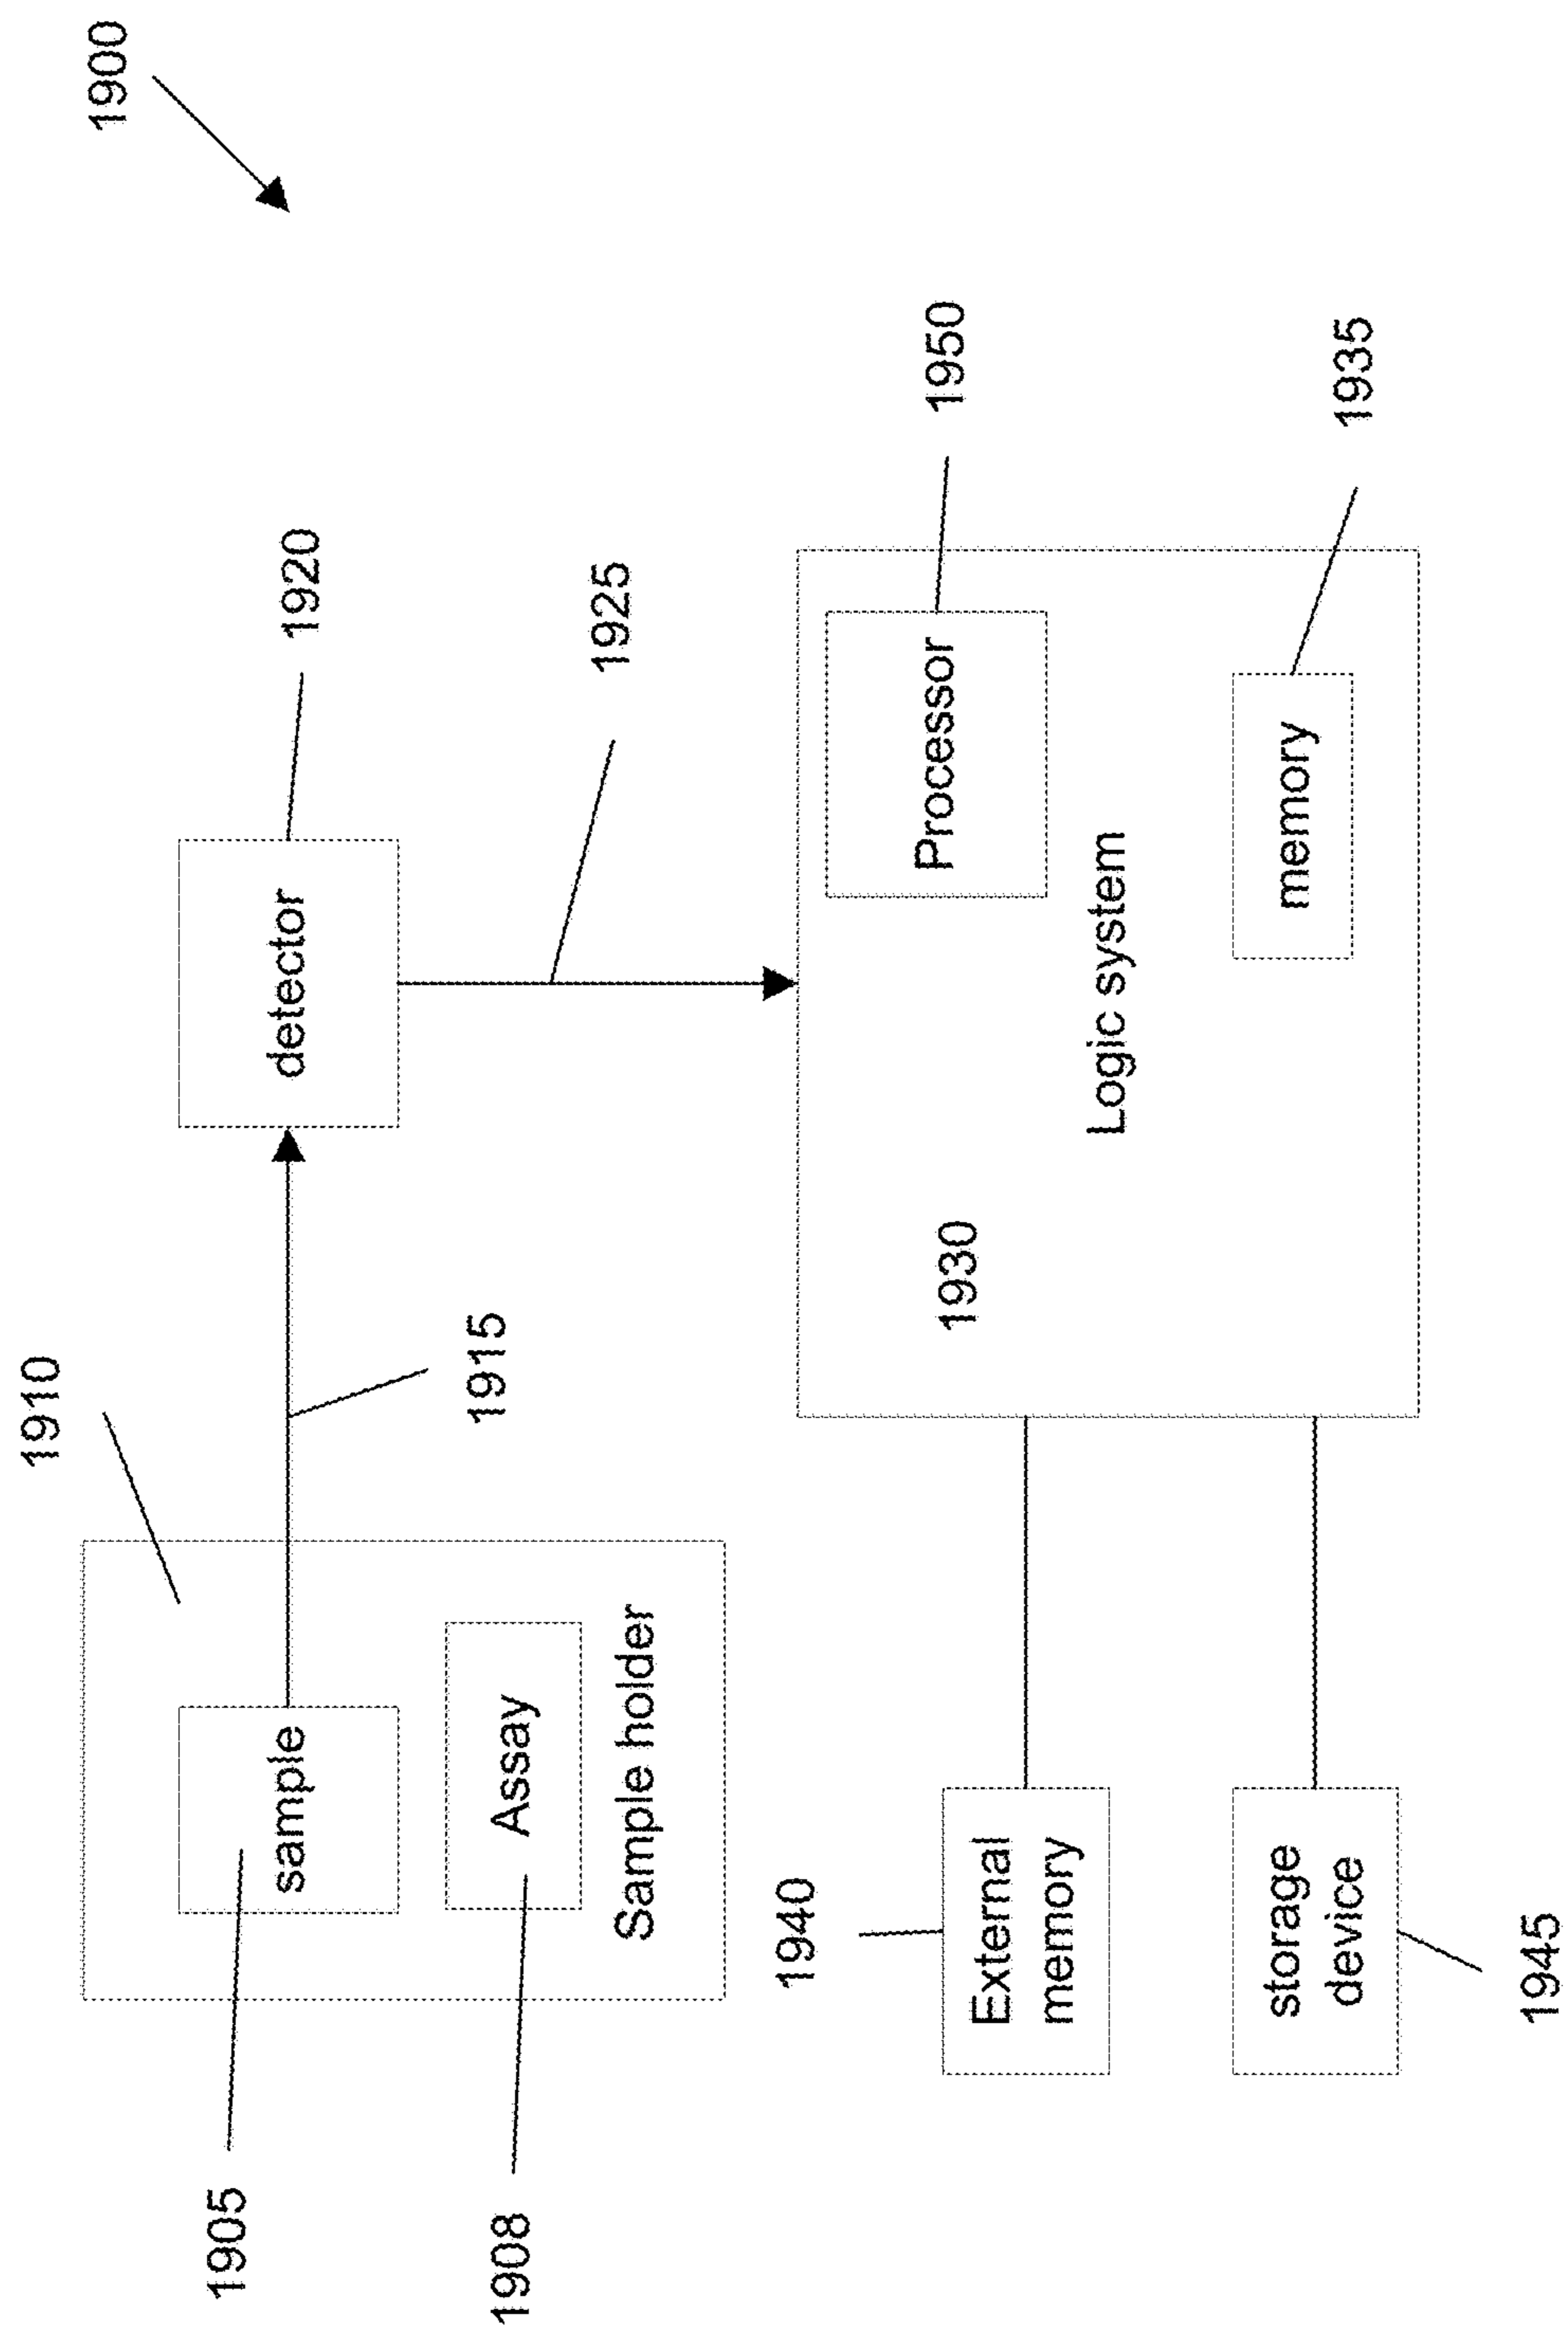 1900
1910
1920
1905
sample
detector
1915
1925
1908
Assay
Sample holder
1940
1950
1930
Processor
External
memory
Logic system
storage
device
memory
1935
1945